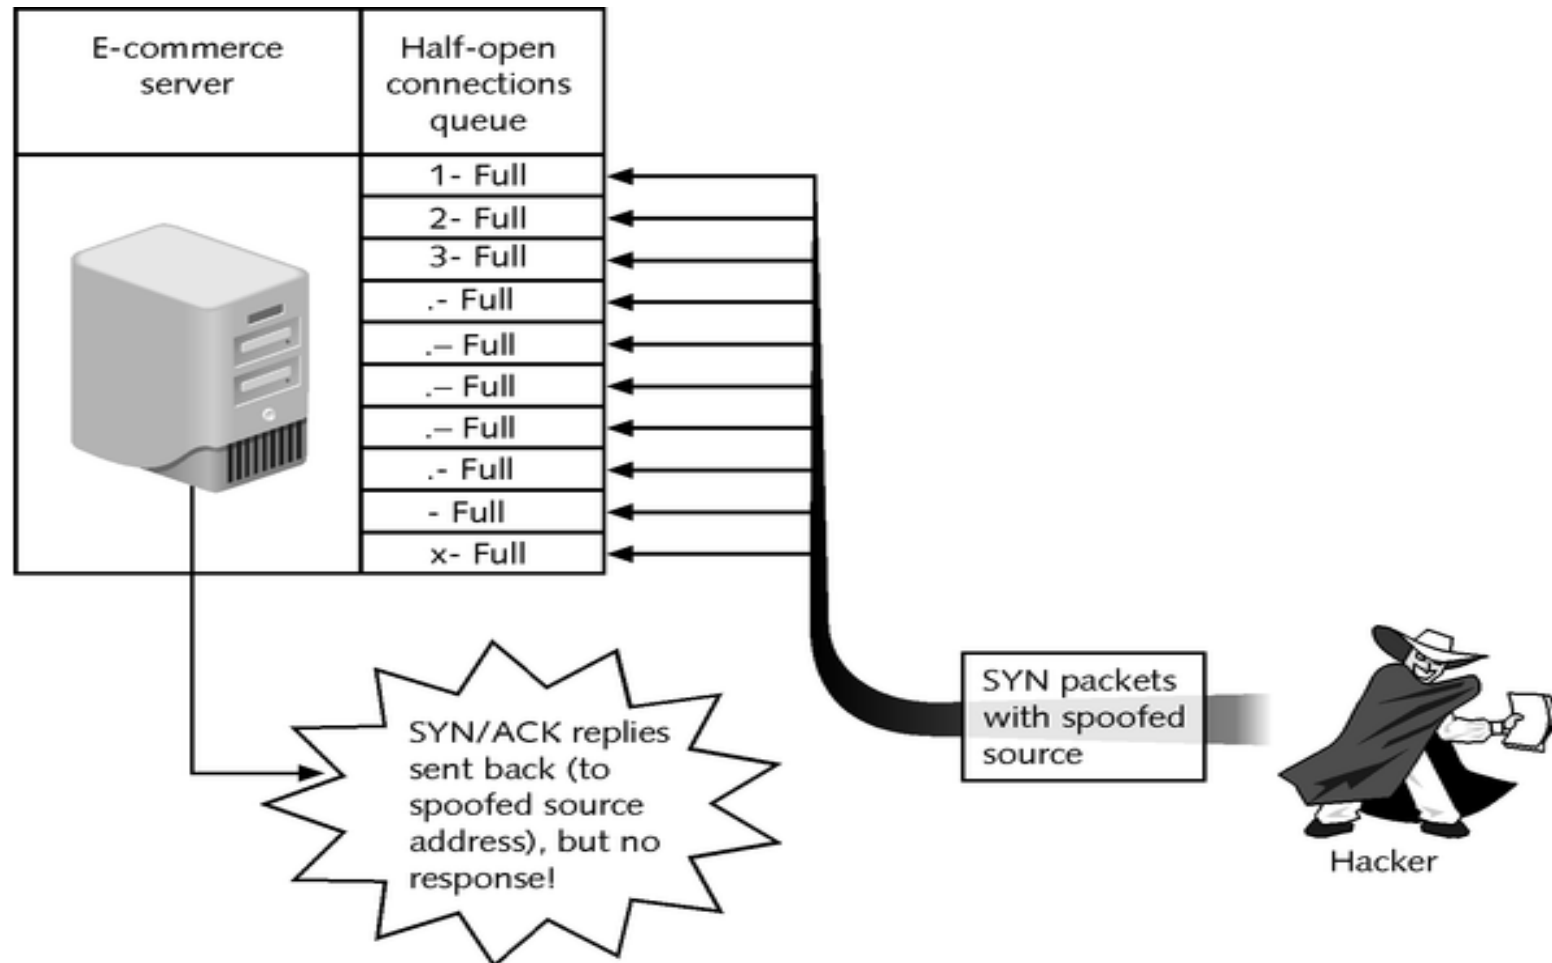 E-commerce
server
Half-open
connections
queue
1- Full
2- Full
3- Full
.- Full
.– Full
.– Full
.– Full
.- Full
- Full
x- Full
SYN/ACK replies
sent back (to
spoofed source
address), but no
response!
SYN packets
with spoofed
source
Hacker